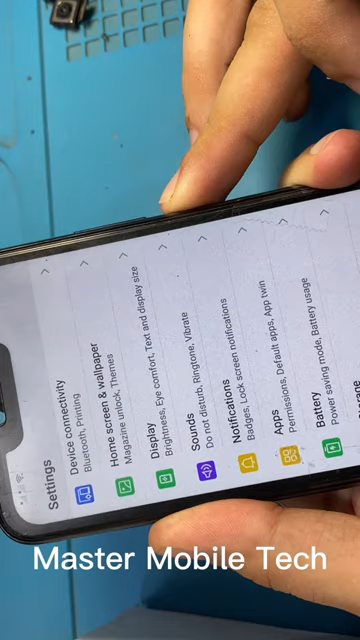 Settings
Device connectivity
Bluetooth, Printing
Home screen & wallpaper
Magazine unlock, Themes
Display
Brightness, Eye comfort, Text and display size
Sounds
Do not disturb, Ringtone, Vibrate
Notifications
Badges, Lock screen notifications
Apps
Permissions, Default apps, App twin
Battery
Power saving mode, Battery usage
Master Mobile Tech